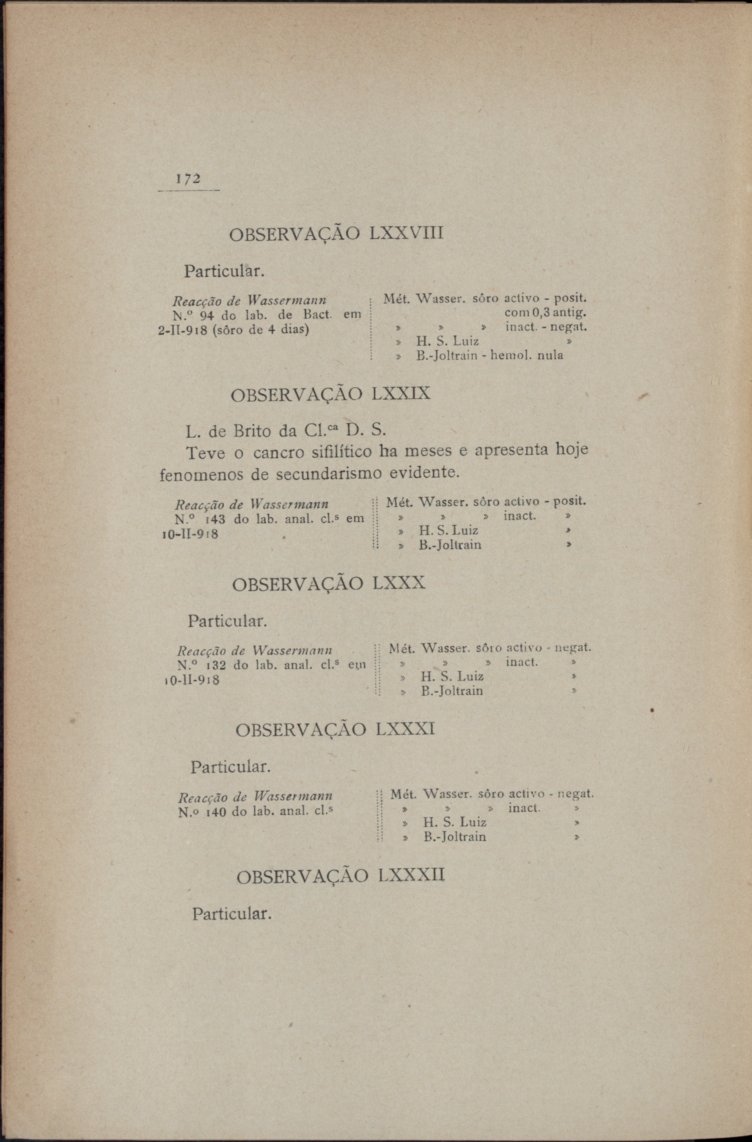 172
OBSERVAÇÃO LXXVIII
Particular.
Reacção de Wassermann
N.º 94 do lab. de Bact. em
2-II-918 (sôro de 4 dias)
Mét. Wasser. sôro activo - posit.
com 0,3 antig.
» » » inact. - negat.
» H. S. Luiz »
» B.-Joltrain - hemol. nula
OBSERVAÇÃO LXXIX
L. de Brito da Cl.ca D. S.
Teve o cancro sifilítico ha meses e apresenta hoje
fenomenos de secundarismo evidente.
Reacção de Wassermann
N.º 143 do lab. anal. cl.s em
10-II-918
Mét. Wasser. sôro activo - posit.
» » » inact. »
» H. S. Luiz »
» B.-Joltrain »
OBSERVAÇÃO LXXX
Particular.
Reacção de Wassermann
N.º 132 do lab. anal. cl.s em
10-II-918
Mét. Wasser. sôro activo - negat.
» » » inact. »
» H. S. Luiz »
» B.-Joltrain »
OBSERVAÇÃO LXXXI
Particular.
Reacção de Wassermann
N.º 140 do lab. anal. cl.s
Mét. Wasser. sôro activo - negat.
» » » inact. »
» H. S. Luiz »
» B.-Joltrain »
OBSERVAÇÃO LXXXII
Particular.